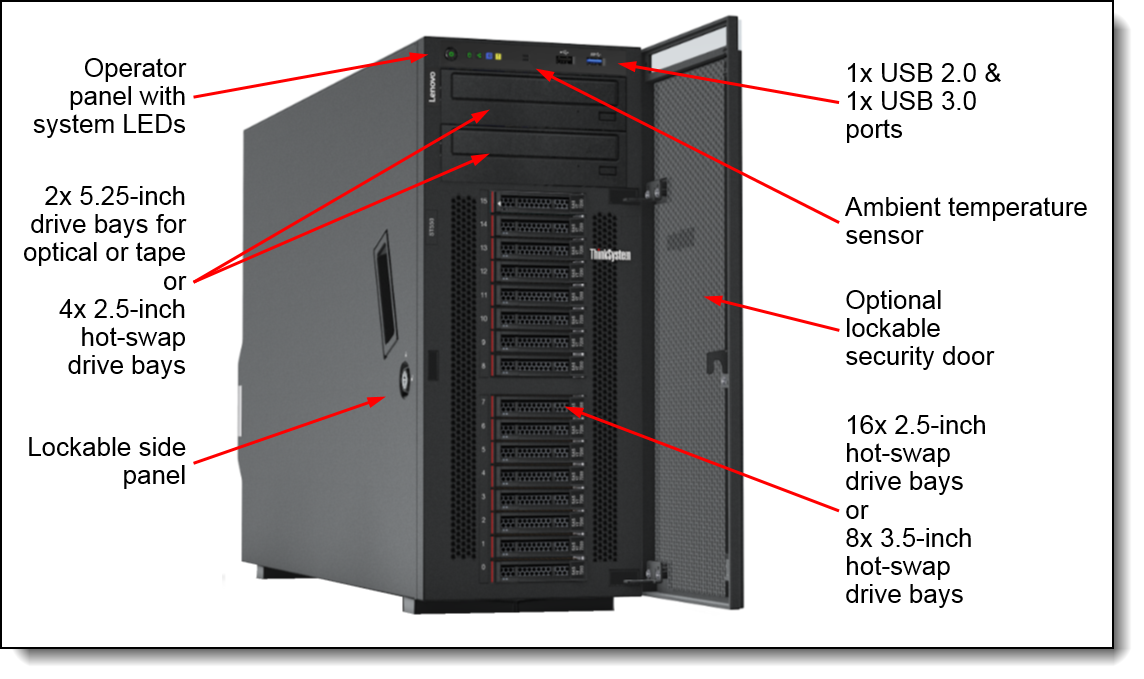 Operator
panel with
system LEDs
2x 5.25-inch
drive bays for
optical or tape
or
4x 2.5-inch
hot-swap
drive bays
Lockable side
panel
Lenovo
ThinkSystem
15
14
13
12
11
10
9
8
7
6
5
4
3
2
1
0
1x USB 2.0 &
1x USB 3.0
ports
Ambient temperature
sensor
Optional
lockable
security door
16x 2.5-inch
hot-swap
drive bays
or
8x 3.5-inch
hot-swap
drive bays